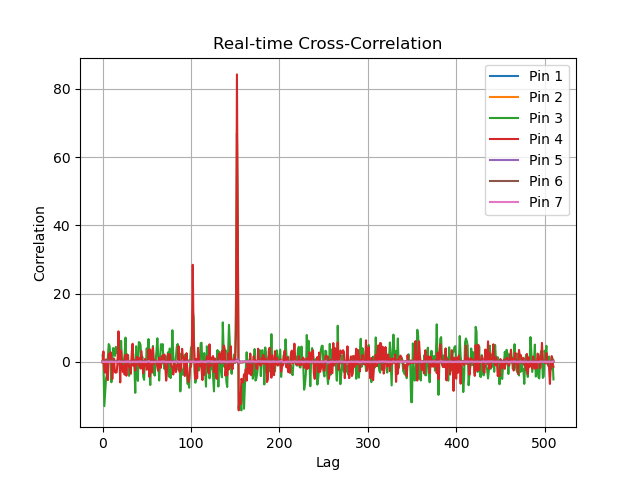 Real-time Cross-Correlation
Correlation
80
60
40
20
0
0 100 200 300 400 500
Lag
Pin 1
Pin 2
Pin 3
Pin 4
Pin 5
Pin 6
Pin 7